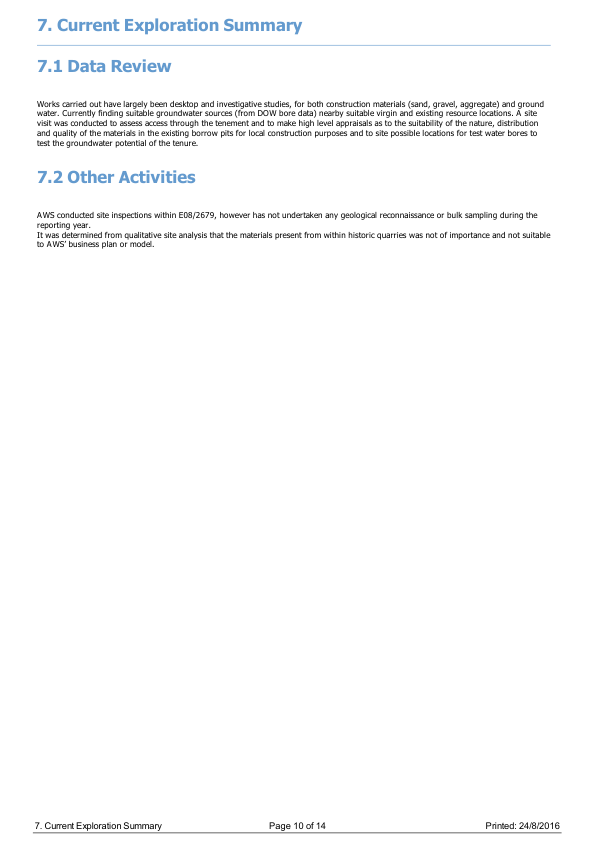 7. Current Exploration Summary
7.1 Data Review
Works carried out have largely been desktop and investigative studies, for both construction materials (sand, gravel, aggregate) and ground
water. Currently finding suitable groundwater sources (from DOW bore data) nearby suitable virgin and existing resource locations. A site
visit was conducted to assess access through the tenement and to make high level appraisals as to the suitability of the nature, distribution
and quality of the materials in the existing borrow pits for local construction purposes and to site possible locations for test water bores to
test the groundwater potential of the tenure.
7.2 Other Activities
AWS conducted site inspections within E08/2679, however has not undertaken any geological reconnaissance or bulk sampling during the
reporting year.
It was determined from qualitative site analysis that the materials present from within historic quarries was not of importance and not suitable
to AWS' business plan or model.
7. Current Exploration Summary Page 10 of 14 Printed: 24/8/2016